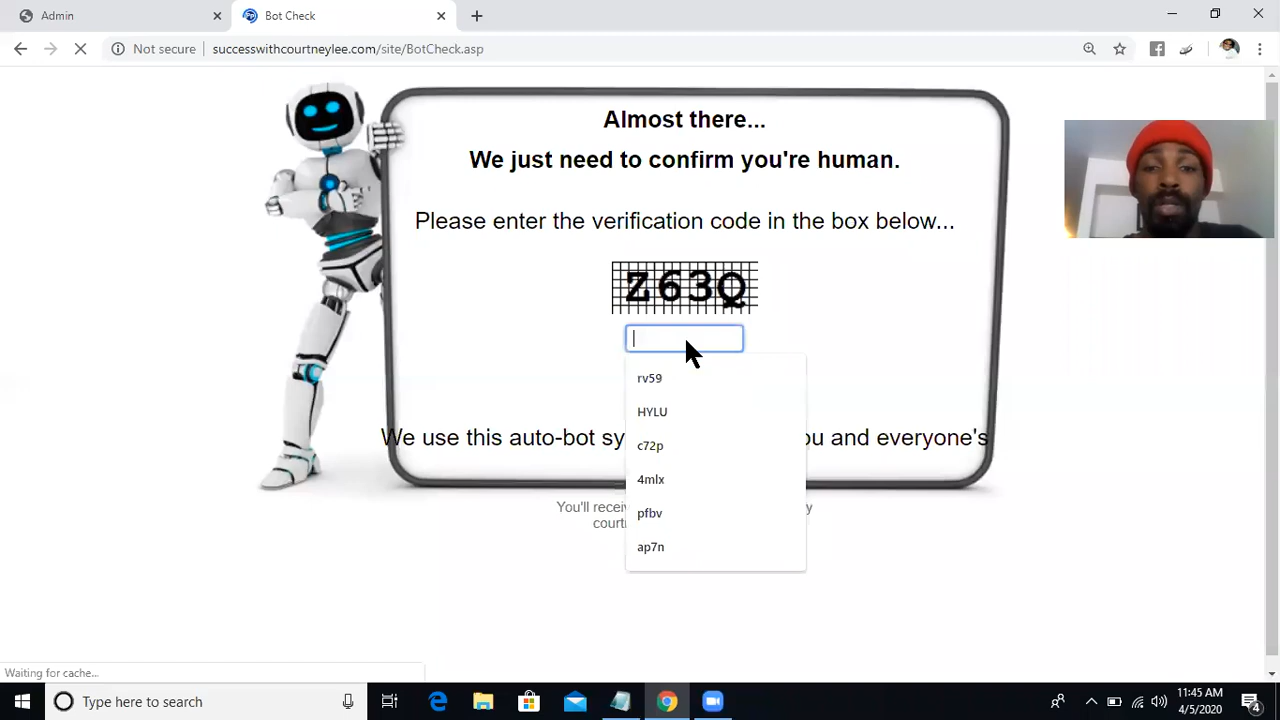 Admin
Bot Check
Not secure
successwithcourtneylee.com/site/BotCheck.asp
Almost there...
We just need to confirm you're human.
Please enter the verification code in the box below...
Z63Q
rv59
HYLU
c72p
4mlx
pfbv
ap7n
We use this auto-bot sy ou and everyone's
You'll recei y
court
Waiting for cache...
Type here to search
11:45 AM
4/5/2020
4